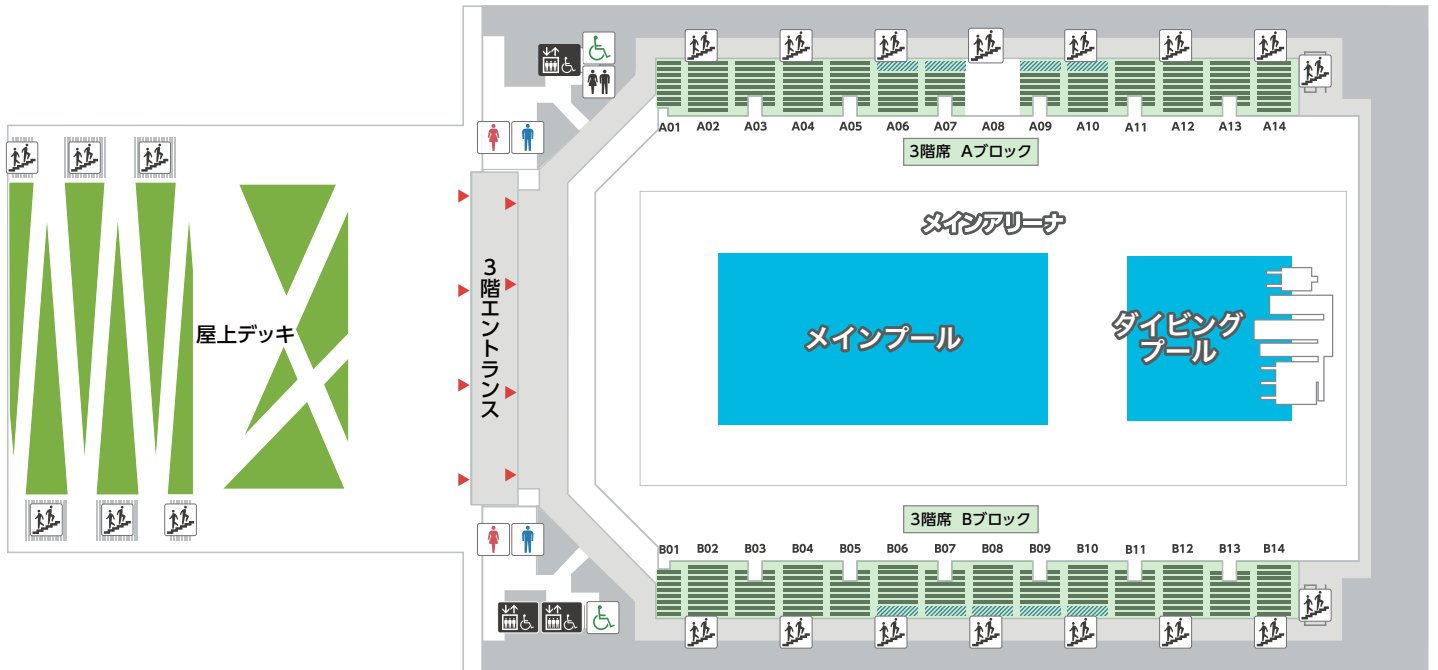 A01 A02 A03 A04 A05 A06 A07 A08 A09 A10 A11 A12 A13 A14
3階席 Aブロック
メインアリーナ
3階エントランス
屋上デッキ
メインプール
ダイビング
プール
3階席 Bブロック
B01 B02 B03 B04 B05 B06 B07 B08 B09 B10 B11 B12 B13 B14